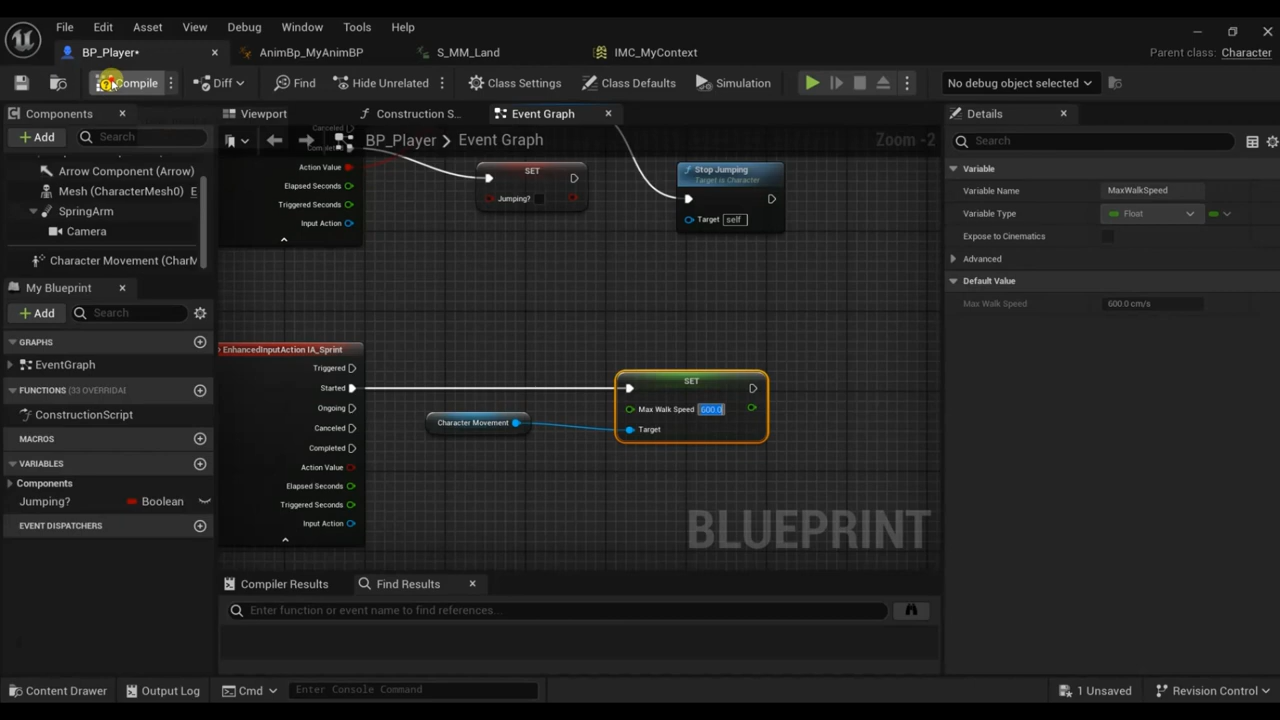 File Edit Asset View Debug Window Tools Help
BP_Player• AnimBp_MyAnimBP S_MM_Land IMC_MyContext Parent class: Character
Compile Diff Find Hide Unrelated Class Settings Class Defaults Simulation No debug object selected
Components Viewport Construction S... Event Graph Details
Add Search BP_Player > Event Graph Zoom -2 Search
Arrow Component (Arrow)
Mesh (CharacterMesh0) E
SpringArm
Camera
Character Movement (CharM
My Blueprint
Add Search
GRAPHS
EventGraph
FUNCTIONS (33 OVERRIDAB
ConstructionScript
MACROS
VARIABLES
Components
Jumping? Boolean
EVENT DISPATCHERS
Canceled
Completed
Action Value
Elapsed Seconds
Triggered Seconds
Input Action
SET
Jumping?
Stop Jumping
Target is Character
Target self
EnhancedInputAction IA_Sprint
Triggered
Started
Ongoing
Canceled
Completed
Action Value
Elapsed Seconds
Triggered Seconds
Input Action
Character Movement
SET
Max Walk Speed 600.0
Target
BLUEPRINT
Variable
Variable Name MaxWalkSpeed
Variable Type Float
Expose to Cinematics
Advanced
Default Value
Max Walk Speed 600.0 cm/s
Compiler Results Find Results
Enter function or event name to find references...
Content Drawer Output Log Cmd Enter Console Command 1 Unsaved Revision Control